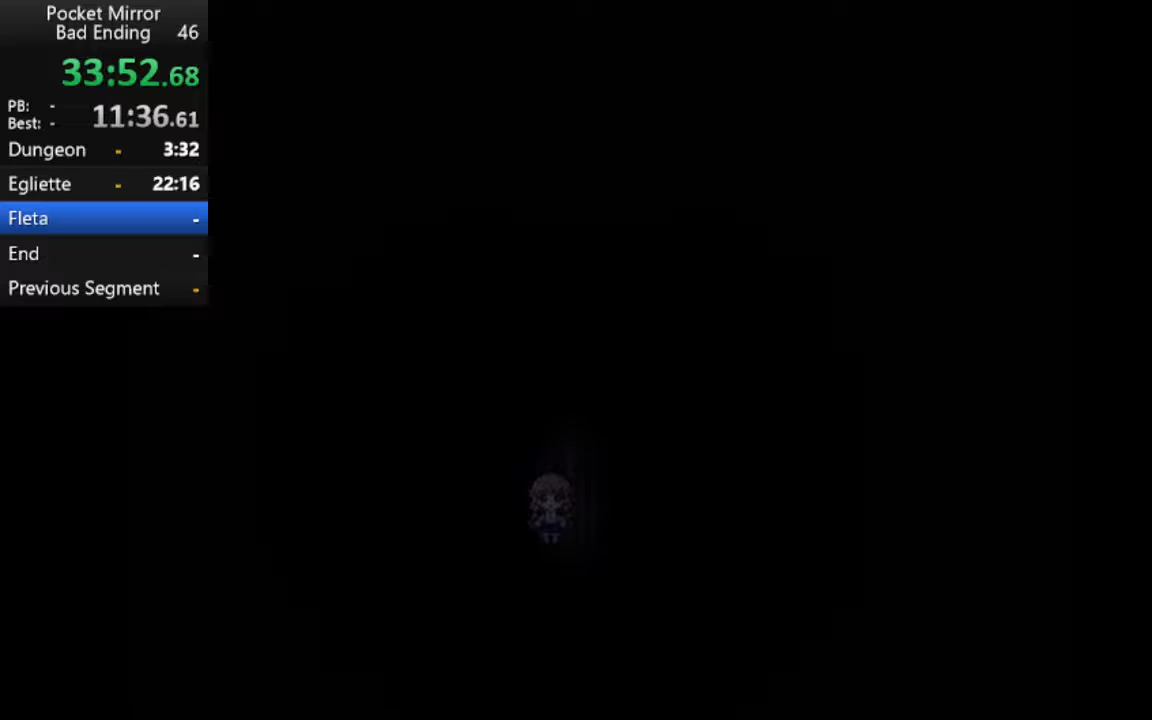 Pocket Mirror
Bad Ending 46
33:52.68
PB: -
Best: - 11:36.61
Dungeon - 3:32
Egliette - 22:16
Fleta -
End -
Previous Segment -